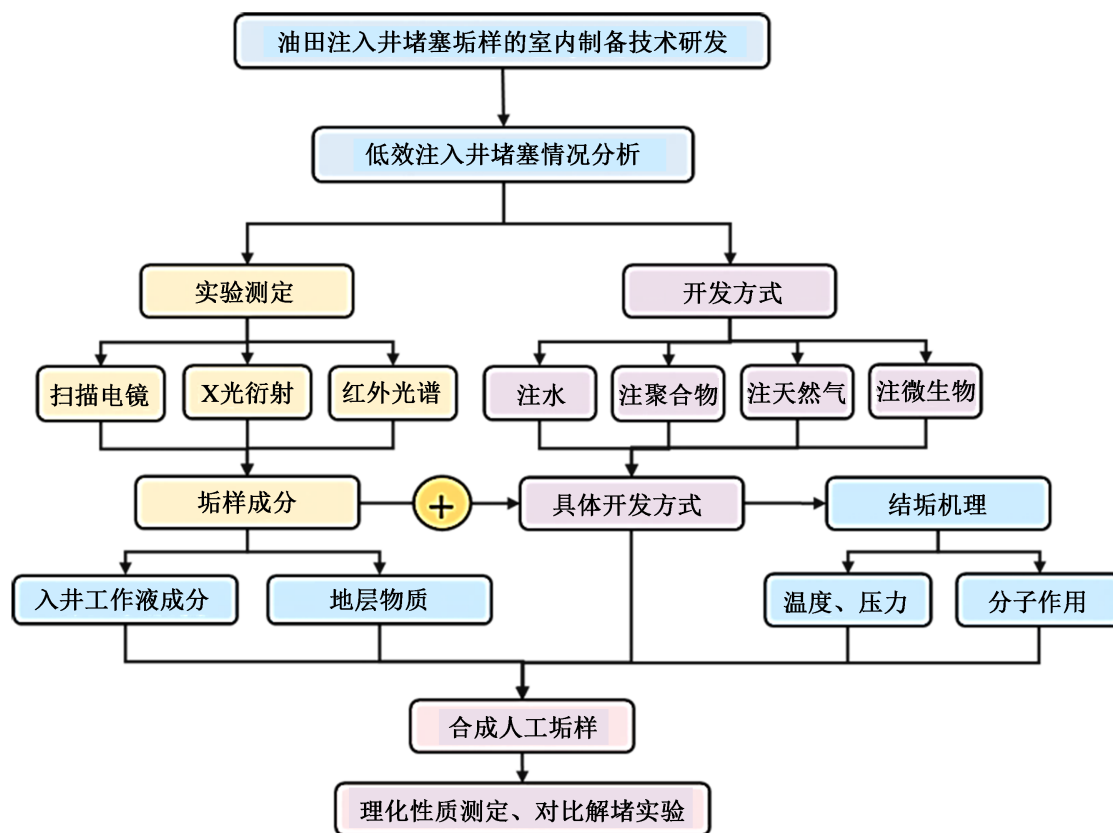 油田注入井堵塞垢样的室内制备技术研发
低效注入井堵塞情况分析
实验测定
开发方式
扫描电镜
X光衍射
红外光谱
注水
注聚合物
注天然气
注微生物
垢样成分
+
具体开发方式
结垢机理
入井工作液成分
地层物质
温度、压力
分子作用
合成人工垢样
理化性质测定、对比解堵实验